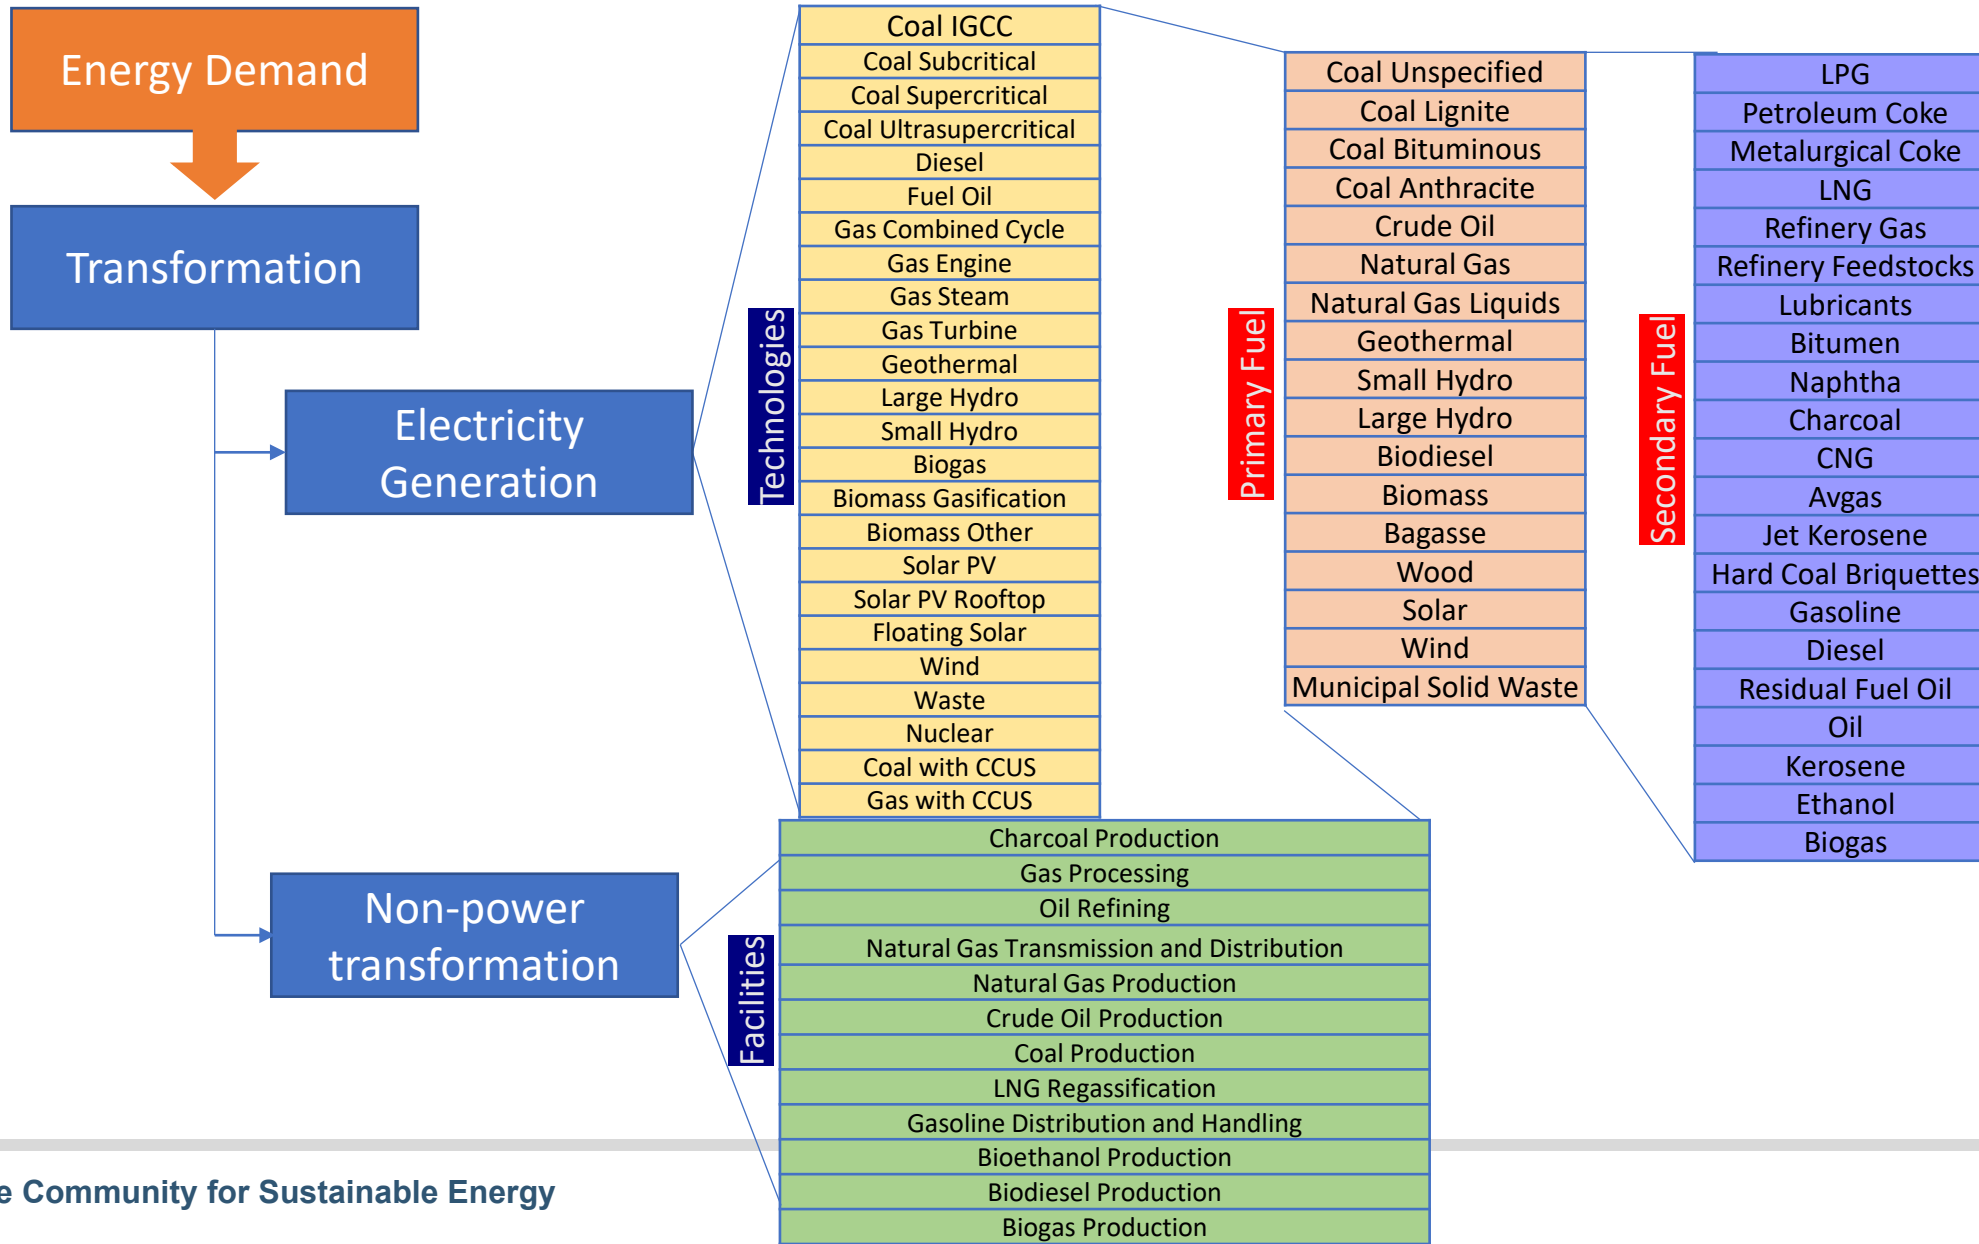 Energy Demand
Transformation
Electricity
Generation
Non-power
transformation
Technologies
Coal IGCC
Coal Subcritical
Coal Supercritical
Coal Ultrasupercritical
Diesel
Fuel Oil
Gas Combined Cycle
Gas Engine
Gas Steam
Gas Turbine
Geothermal
Large Hydro
Small Hydro
Biogas
Biomass Gasification
Biomass Other
Solar PV
Solar PV Rooftop
Floating Solar
Wind
Waste
Nuclear
Coal with CCUS
Gas with CCUS
Facilities
Charcoal Production
Gas Processing
Oil Refining
Natural Gas Transmission and Distribution
Natural Gas Production
Crude Oil Production
Coal Production
LNG Regassification
Gasoline Distribution and Handling
Bioethanol Production
Biodiesel Production
Biogas Production
Primary Fuel
Coal Unspecified
Coal Lignite
Coal Bituminous
Coal Anthracite
Crude Oil
Natural Gas
Natural Gas Liquids
Geothermal
Small Hydro
Large Hydro
Biodiesel
Biomass
Bagasse
Wood
Solar
Wind
Municipal Solid Waste
Secondary Fuel
LPG
Petroleum Coke
Metalurgical Coke
LNG
Refinery Gas
Refinery Feedstocks
Lubricants
Bitumen
Naphtha
Charcoal
CNG
Avgas
Jet Kerosene
Hard Coal Briquettes
Gasoline
Diesel
Residual Fuel Oil
Oil
Kerosene
Ethanol
Biogas
e Community for Sustainable Energy